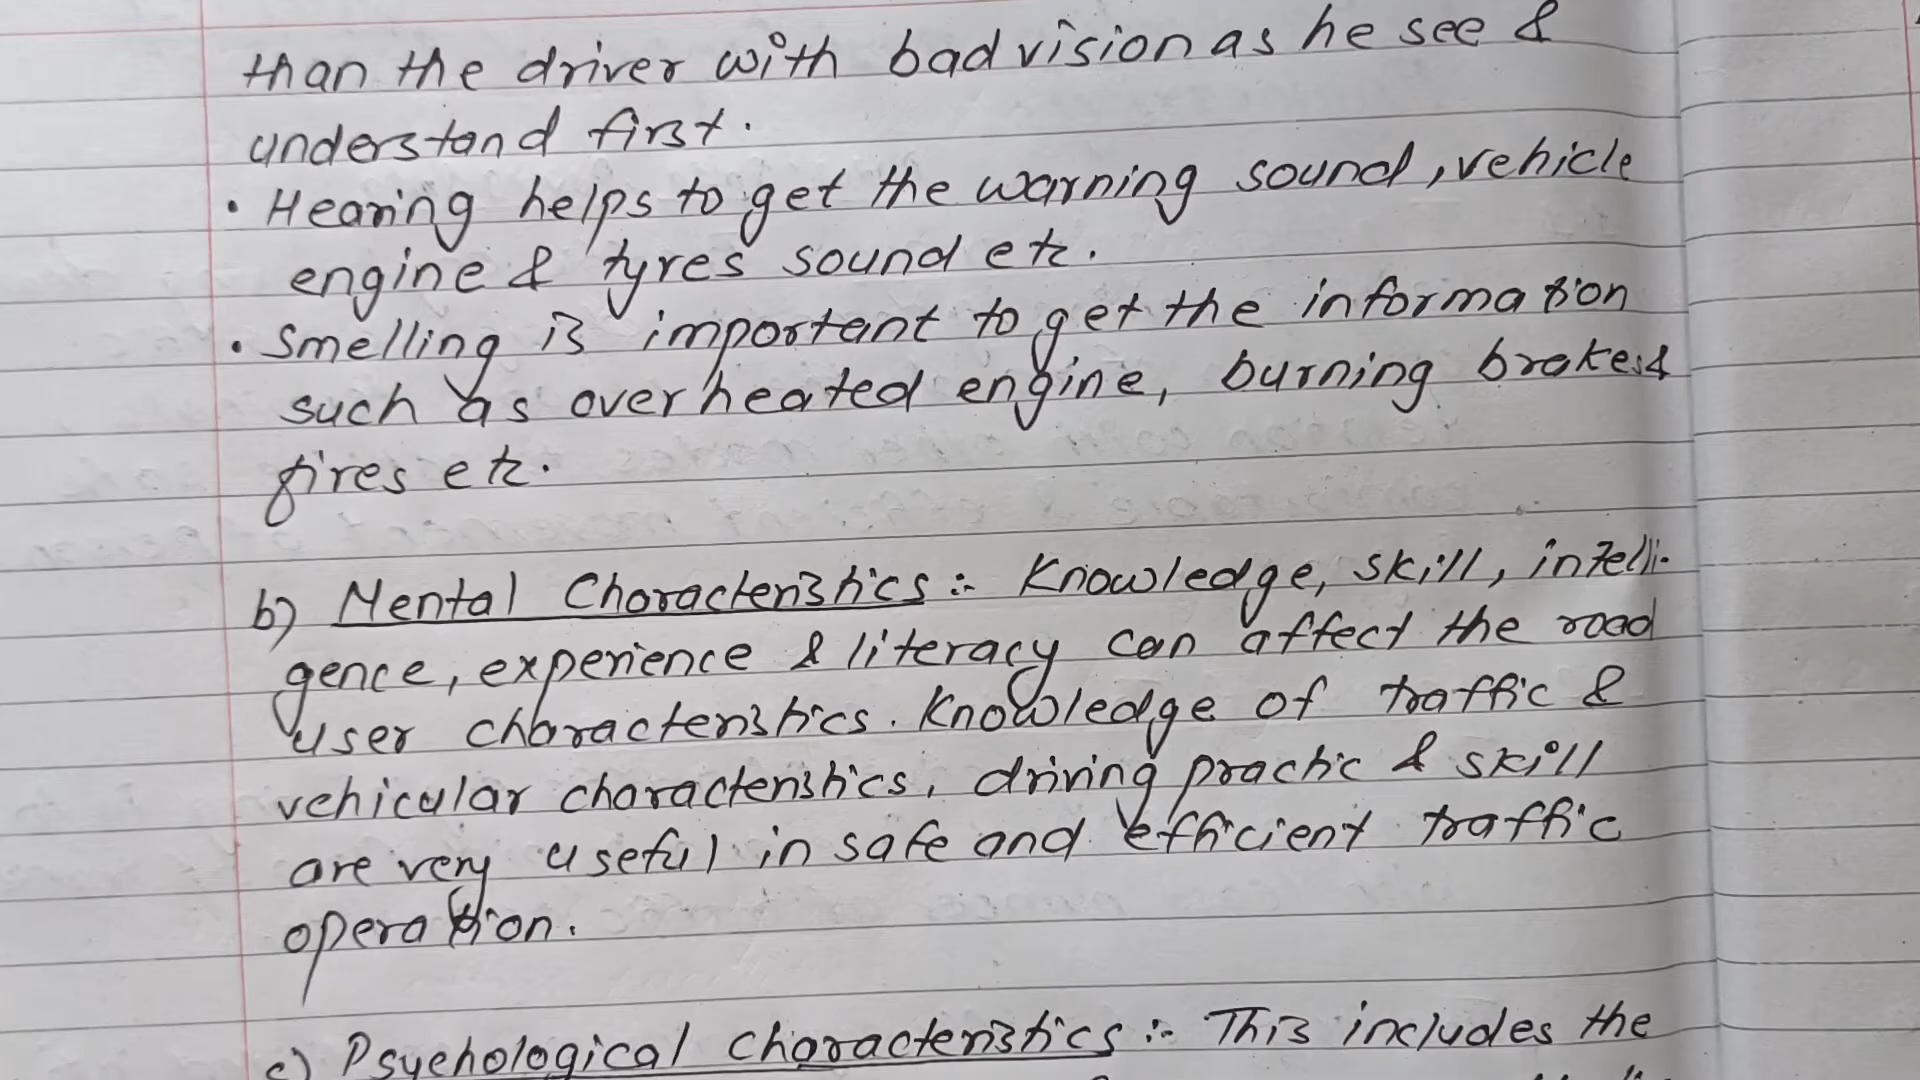 than the driver with bad vision as he see &
understand first.
• Hearing helps to get the warning sound, vehicle
engine & tyres sound etc.
• Smelling is important to get the information
such as overheated engine, burning brakes &
fires etc.
b) Mental Characteristics :- Knowledge, skill, intelli-
gence, experience & literacy can affect the road
user characteristics. Knowledge of traffic &
vehicular characteristics, driving practic & skill
are very useful in safe and efficient traffic
operation.
c) Psychological characteristics :- This includes the